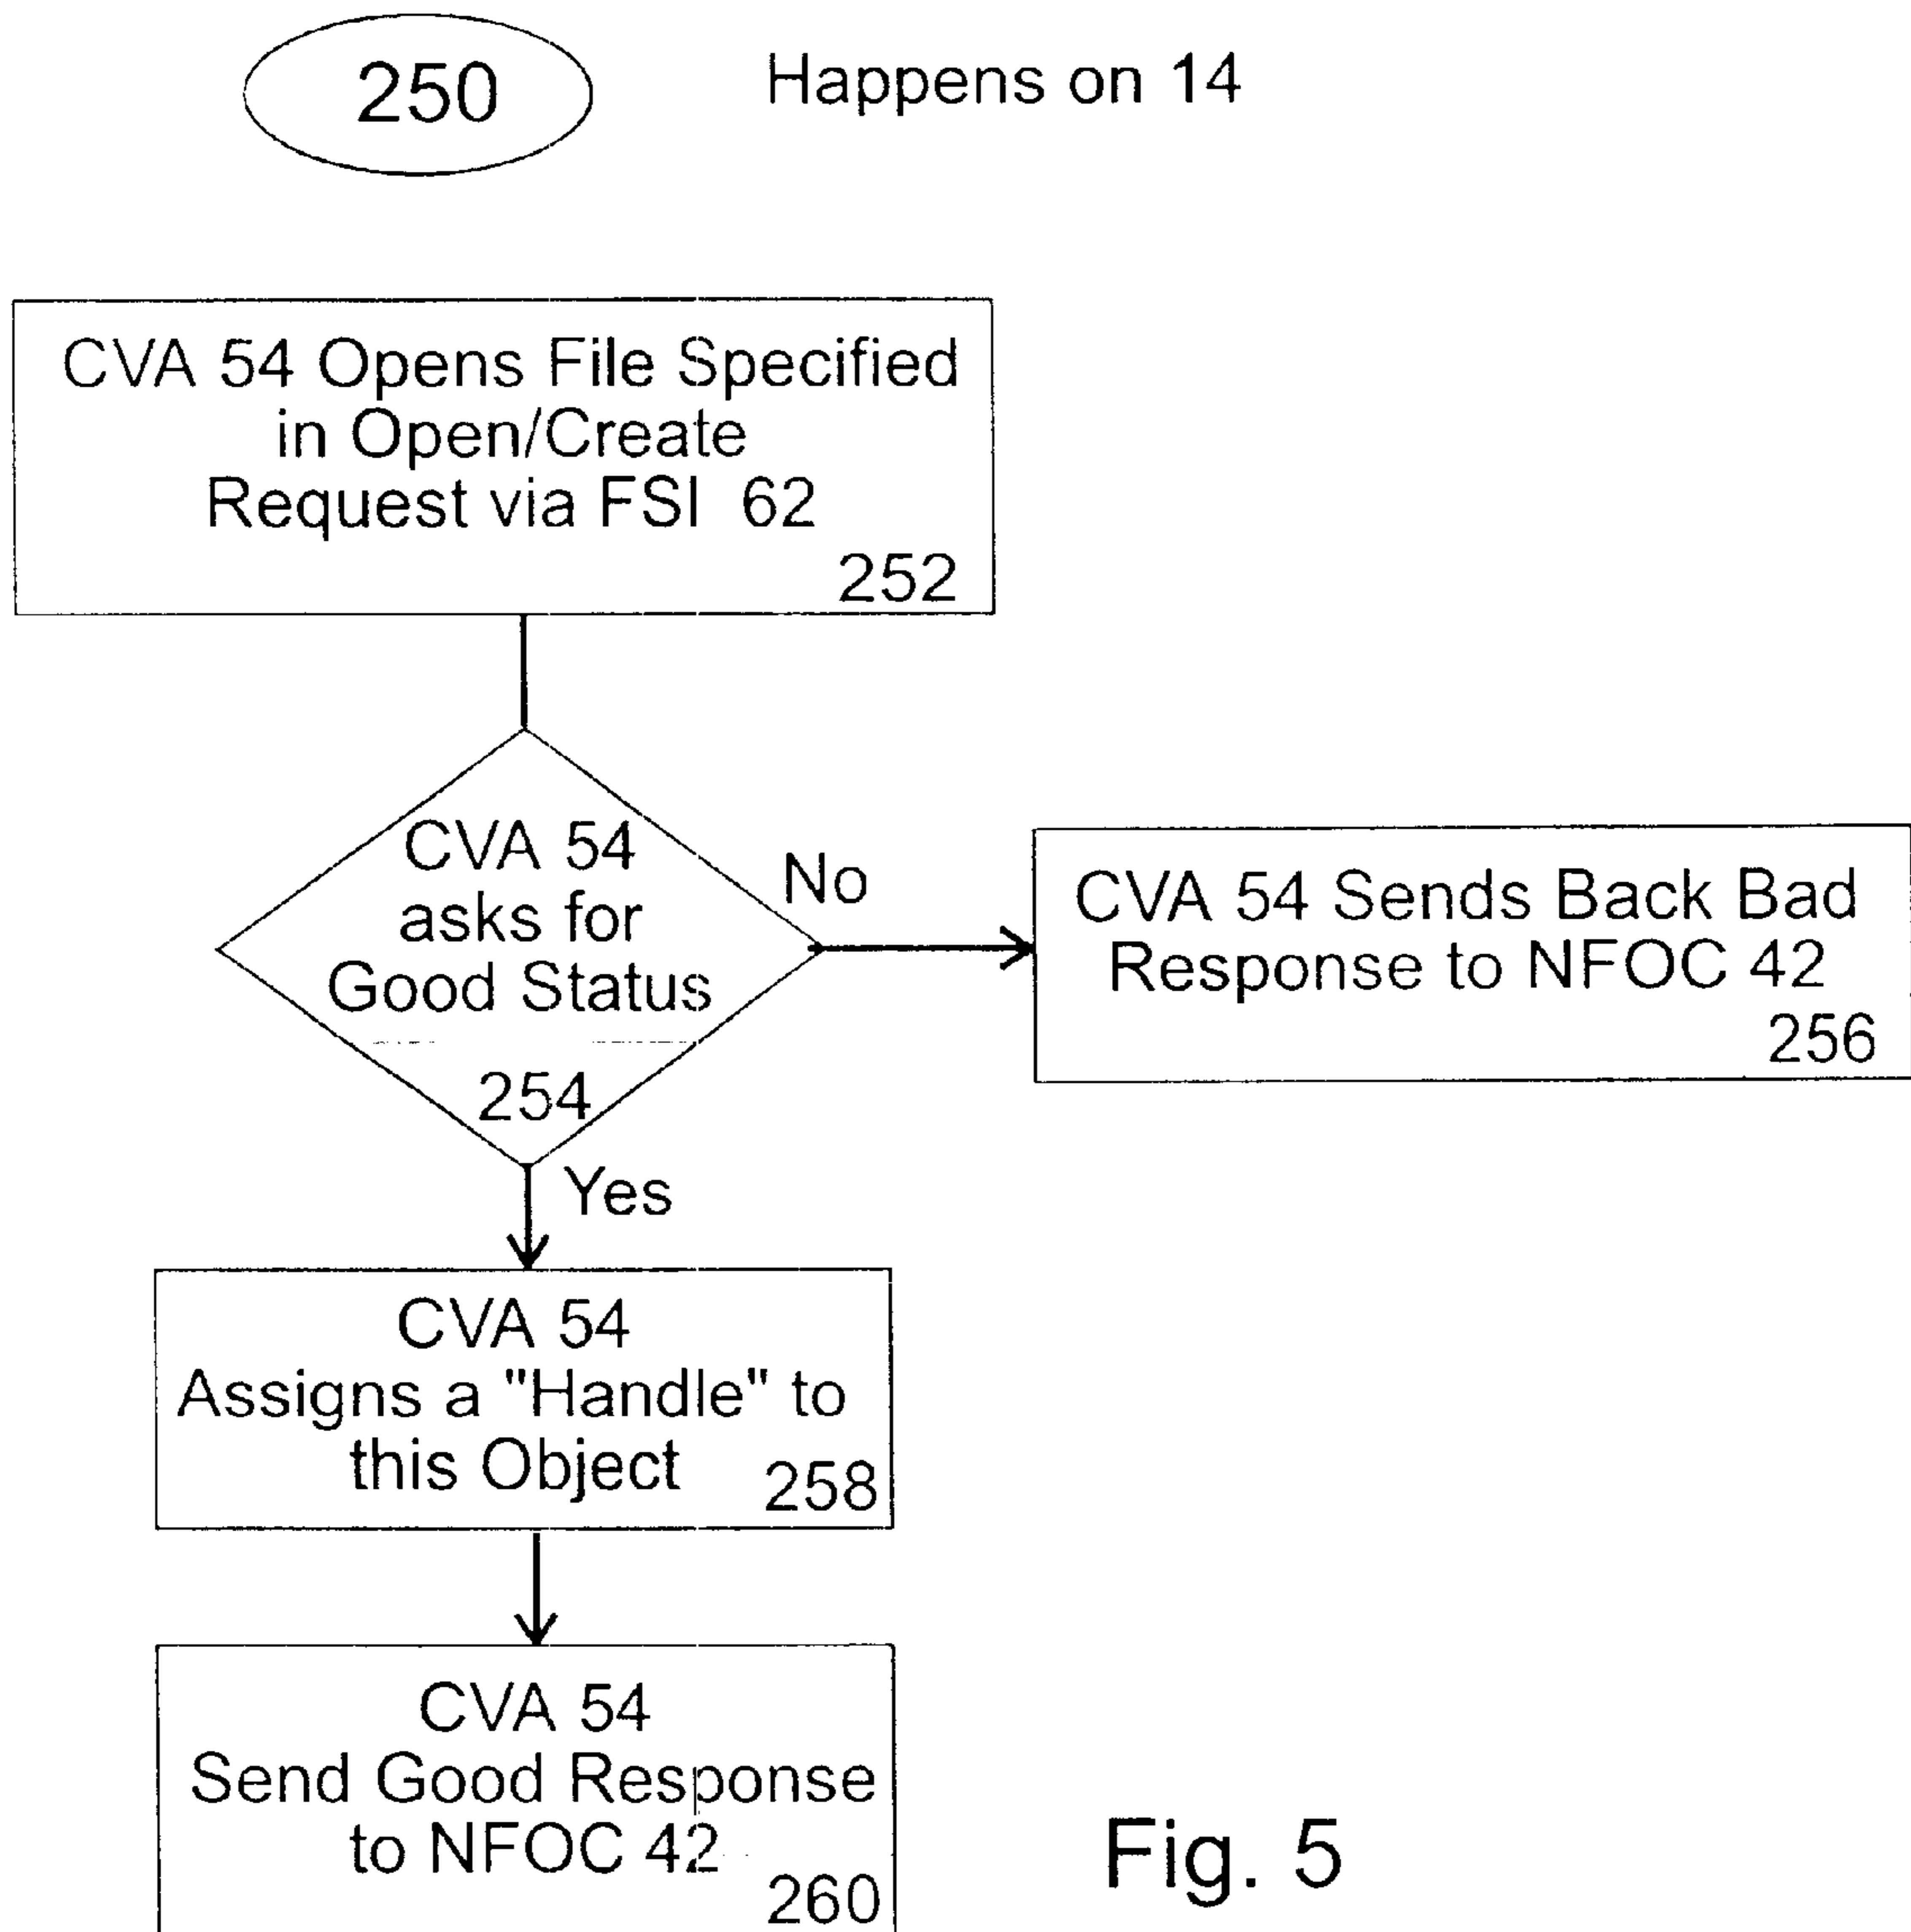 250
Happens on 14
CVA 54 Opens File Specified
in Open/Create
Request via FSI 62
252
CVA 54
asks for
Good Status
254
No
CVA 54 Sends Back Bad
Response to NFOC 42
256
Yes
CVA 54
Assigns a "Handle" to
this Object
258
CVA 54
Send Good Response
to NFOC 42
260
Fig. 5